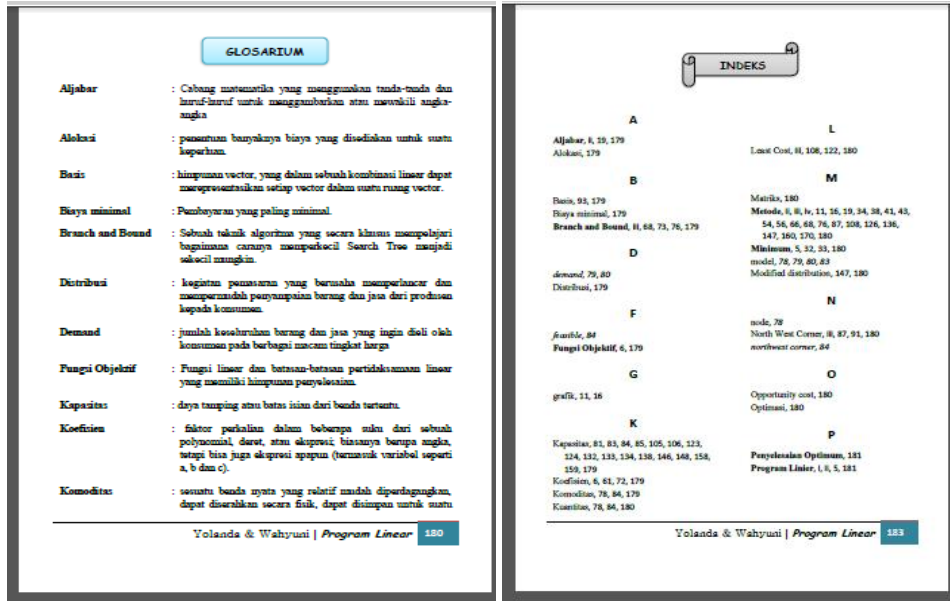 GLOSARIUM
Aljabar : Cabang matematika yang menggunakan tanda-tanda dan
huruf-huruf untuk menggambarkan atau mewakili angka-
angka
Alokasi : penentuan banyaknya biaya yang disediakan untuk suatu
keperluan.
Basis : himpunan vector, yang dalam sebuah kombinasi linear dapat
merepresentasikan setiap vector dalam suatu ruang vector.
Biaya minimal : Pembayaran yang paling minimal.
Branch and Bound : Sebuah teknik algoritma yang secara khusus mempelajari
bagaimana caranya memperkecil Search Tree menjadi
sekecil mungkin.
Distribusi : kegiatan pemasaran yang berusaha memperlancar dan
mempermudah penyampaian barang dan jasa dari produsen
kepada konsumen.
Demand : jumlah keseluruhan barang dan jasa yang ingin dieli oleh
konsumen pada berbagai macam tingkat harga
Fungsi Objektif : Fungsi linear dan batasan-batasan pertidaksamaan linear
yang memiliki himpunan penyelesaian.
Kapasitas : daya tamping atau batas isian dari benda tertentu.
Koefisien : faktor perkalian dalam beberapa suku dari sebuah
polynomial, deret, atau ekspresi; biasanya berupa angka,
tetapi bisa juga ekspresi apapun (termasuk variabel seperti
a, b dan c).
Komoditas : sesuatu benda nyata yang relatif mudah diperdagangkan,
dapat diserahkan secara fisik, dapat disimpan untuk suatu
Yolanda & Wahyuni | Program Linear 180
INDEKS
A
Aljabar, ii, 19, 179
Alokasi, 179
B
Basis, 93, 179
Biaya minimal, 179
Branch and Bound, iii, 68, 73, 76, 179
D
demand, 79, 80
Distribusi, 179
F
feasible, 84
Fungsi Objektif, 6, 179
G
grafik, 11, 16
K
Kapasitas, 81, 83, 84, 85, 105, 106, 123,
124, 132, 133, 134, 138, 146, 148, 158,
159, 179
Koefisien, 6, 61, 72, 179
Komoditas, 78, 84, 179
Kuantitas, 78, 84, 180
L
Least Cost, iii, 108, 122, 180
M
Matriks, 180
Metode, ii, iii, iv, 11, 16, 19, 34, 38, 41, 43,
54, 56, 66, 68, 76, 87, 108, 126, 136,
147, 160, 170, 180
Minimum, 5, 32, 33, 180
model, 78, 79, 80, 83
Modified distribution, 147, 180
N
node, 78
North West Corner, iii, 87, 91, 180
northwest corner, 84
O
Opportunity cost, 180
Optimasi, 180
P
Penyelesaian Optimum, 181
Program Linier, i, ii, 5, 181
Yolanda & Wahyuni | Program Linear 183